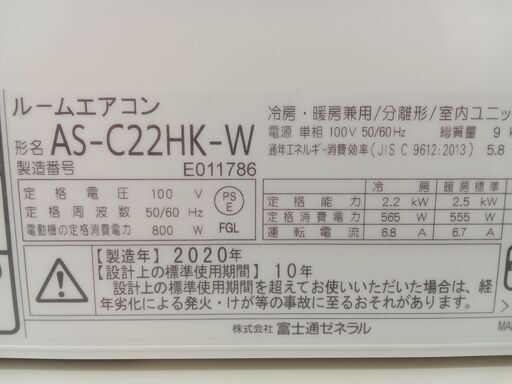 ルームエアコン
形名 AS-C22HK-W
製造番号 E011786
冷房・暖房兼用/分離形/室内ユニッ
電源 単相 100V 50/60Hz 総質量 9 k
通年エネルギー消費効率 (JIS C 9612:2013) 5.8
定格電圧 100 V
定格周波数 50/60 Hz
電動機の定格消費電力 800 W
PS
E
FGL
冷房 暖房標準
定格能力 2.2 kW 2.5 kW
定格消費電力 565 W 555 W
運転電流 6.8 A 6.7 A
【製造年】2020年
【設計上の標準使用期間】10年
設計上の標準使用期間を超えてお使いいただいた場合は、経
年劣化による発火・けが等の事故に至るおそれがあります。
株式会社 富士通ゼネラル